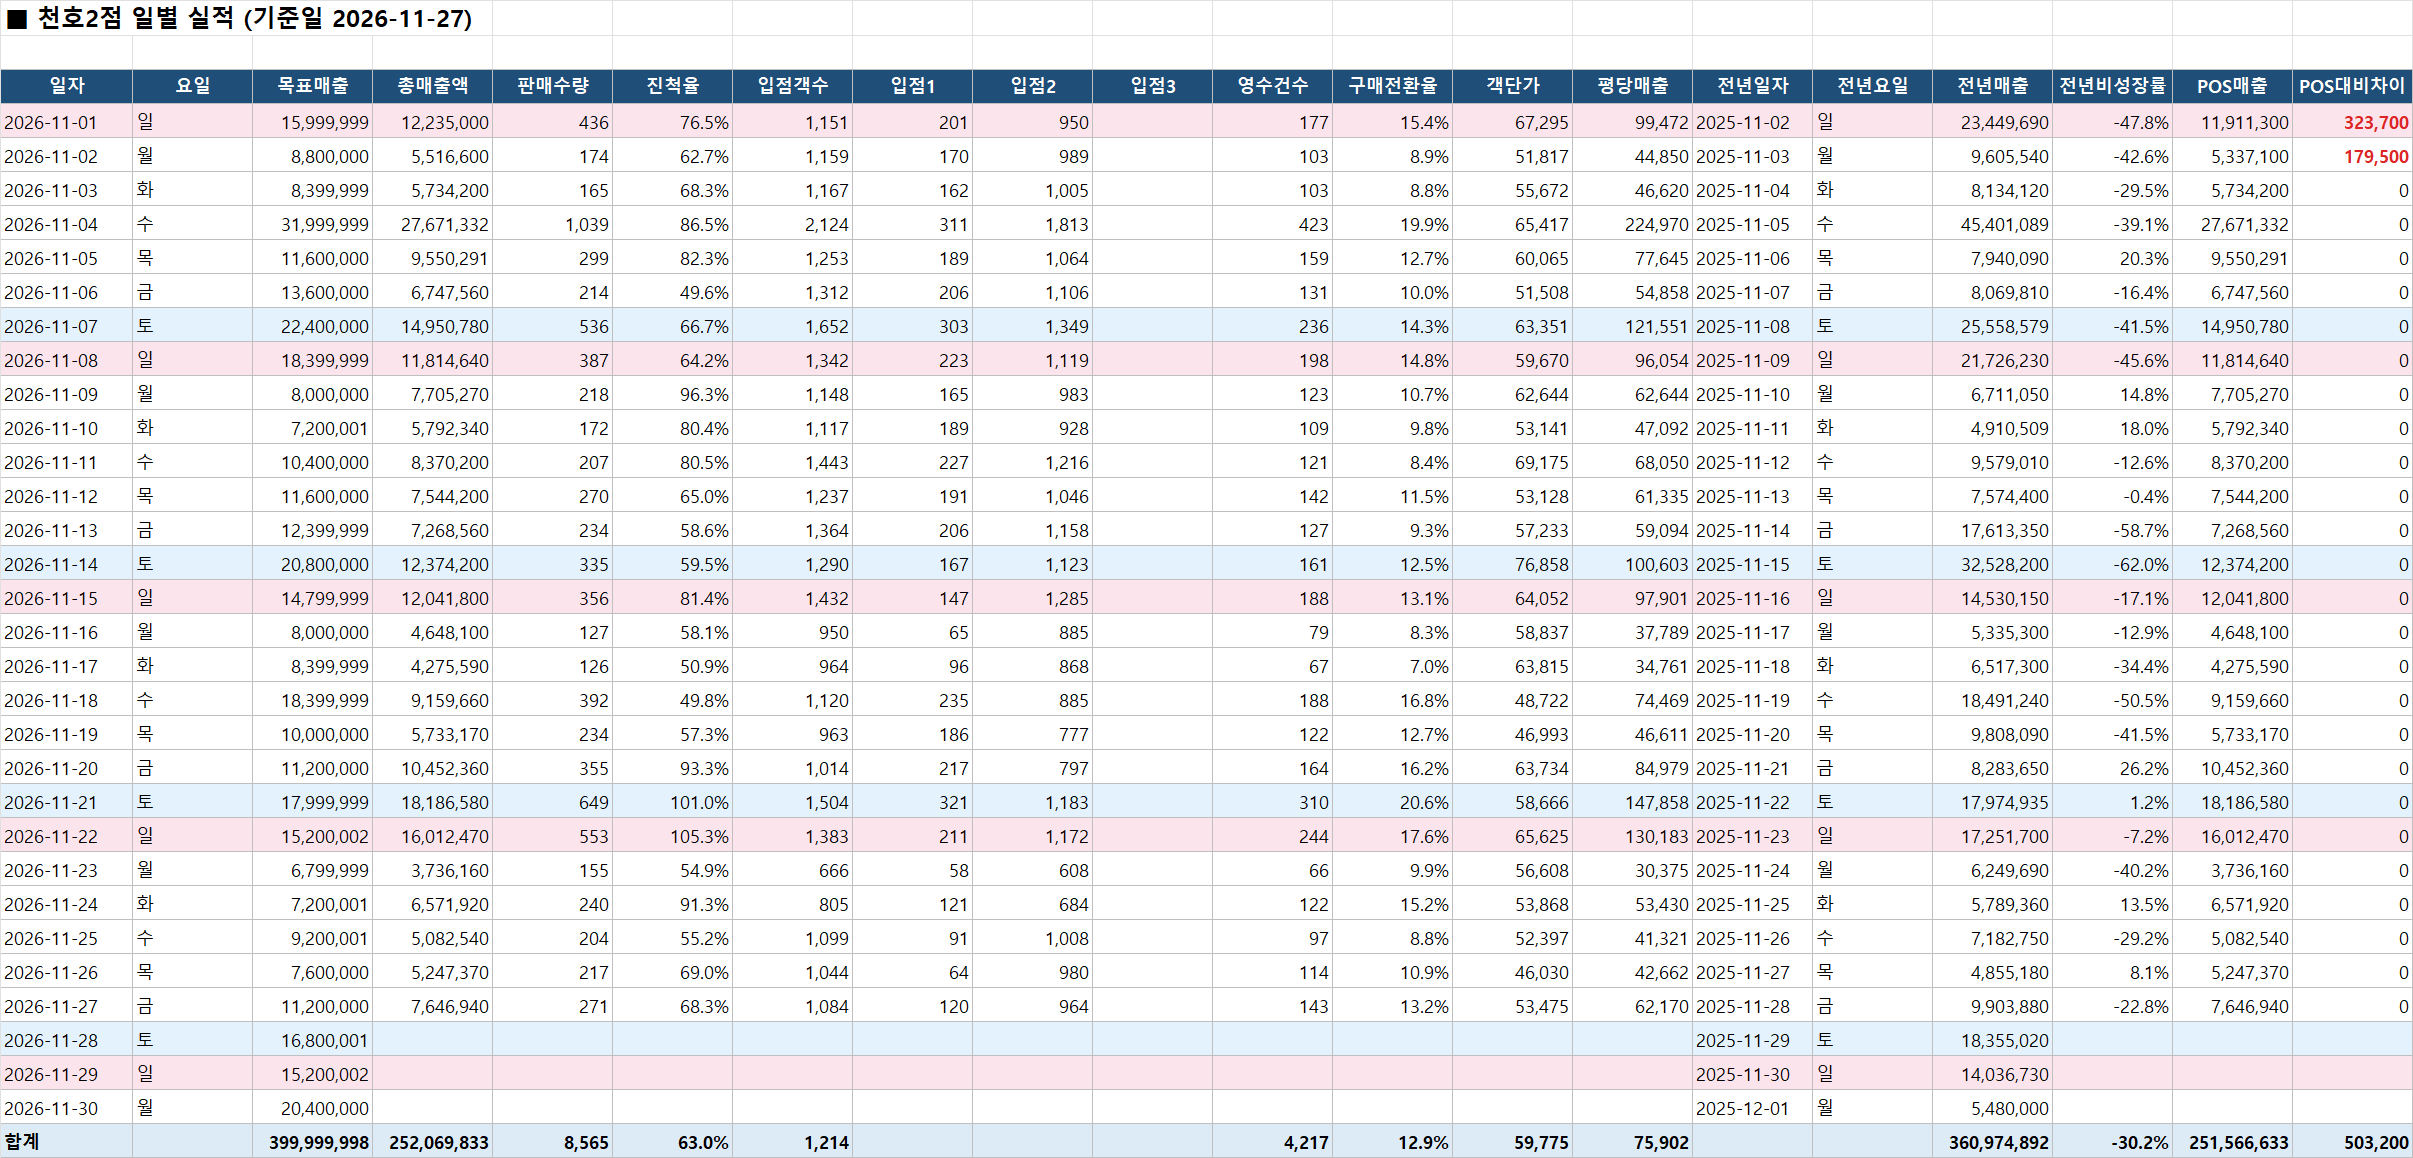 ■ 천호2점 일별 실적 (기준일 2026-11-27)
일자 요일 목표매출 총매출액 판매수량 진척율 입점객수 입점1 입점2 입점3 영수건수 구매전환율 객단가 평당매출 전년일자 전년요일 전년매출 전년비성장률 POS매출 POS대비차이
2026-11-01 일 15,999,999 12,235,000 436 76.5% 1,151 201 950 177 15.4% 67,295 99,472 2025-11-02 일 23,449,690 -47.8% 11,911,300 323,700
2026-11-02 월 8,800,000 5,516,600 174 62.7% 1,159 170 989 103 8.9% 51,817 44,850 2025-11-03 월 9,605,540 -42.6% 5,337,100 179,500
2026-11-03 화 8,399,999 5,734,200 165 68.3% 1,167 162 1,005 103 8.8% 55,672 46,620 2025-11-04 화 8,134,120 -29.5% 5,734,200 0
2026-11-04 수 31,999,999 27,671,332 1,039 86.5% 2,124 311 1,813 423 19.9% 65,417 224,970 2025-11-05 수 45,401,089 -39.1% 27,671,332 0
2026-11-05 목 11,600,000 9,550,291 299 82.3% 1,253 189 1,064 159 12.7% 60,065 77,645 2025-11-06 목 7,940,090 20.3% 9,550,291 0
2026-11-06 금 13,600,000 6,747,560 214 49.6% 1,312 206 1,106 131 10.0% 51,508 54,858 2025-11-07 금 8,069,810 -16.4% 6,747,560 0
2026-11-07 토 22,400,000 14,950,780 536 66.7% 1,652 303 1,349 236 14.3% 63,351 121,551 2025-11-08 토 25,558,579 -41.5% 14,950,780 0
2026-11-08 일 18,399,999 11,814,640 387 64.2% 1,342 223 1,119 198 14.8% 59,670 96,054 2025-11-09 일 21,726,230 -45.6% 11,814,640 0
2026-11-09 월 8,000,000 7,705,270 218 96.3% 1,148 165 983 123 10.7% 62,644 62,644 2025-11-10 월 6,711,050 14.8% 7,705,270 0
2026-11-10 화 7,200,001 5,792,340 172 80.4% 1,117 189 928 109 9.8% 53,141 47,092 2025-11-11 화 4,910,509 18.0% 5,792,340 0
2026-11-11 수 10,400,000 8,370,200 207 80.5% 1,443 227 1,216 121 8.4% 69,175 68,050 2025-11-12 수 9,579,010 -12.6% 8,370,200 0
2026-11-12 목 11,600,000 7,544,200 270 65.0% 1,237 191 1,046 142 11.5% 53,128 61,335 2025-11-13 목 7,574,400 -0.4% 7,544,200 0
2026-11-13 금 12,399,999 7,268,560 234 58.6% 1,364 206 1,158 127 9.3% 57,233 59,094 2025-11-14 금 17,613,350 -58.7% 7,268,560 0
2026-11-14 토 20,800,000 12,374,200 335 59.5% 1,290 167 1,123 161 12.5% 76,858 100,603 2025-11-15 토 32,528,200 -62.0% 12,374,200 0
2026-11-15 일 14,799,999 12,041,800 356 81.4% 1,432 147 1,285 188 13.1% 64,052 97,901 2025-11-16 일 14,530,150 -17.1% 12,041,800 0
2026-11-16 월 8,000,000 4,648,100 127 58.1% 950 65 885 79 8.3% 58,837 37,789 2025-11-17 월 5,335,300 -12.9% 4,648,100 0
2026-11-17 화 8,399,999 4,275,590 126 50.9% 964 96 868 67 7.0% 63,815 34,761 2025-11-18 화 6,517,300 -34.4% 4,275,590 0
2026-11-18 수 18,399,999 9,159,660 392 49.8% 1,120 235 885 188 16.8% 48,722 74,469 2025-11-19 수 18,491,240 -50.5% 9,159,660 0
2026-11-19 목 10,000,000 5,733,170 234 57.3% 963 186 777 122 12.7% 46,993 46,611 2025-11-20 목 9,808,090 -41.5% 5,733,170 0
2026-11-20 금 11,200,000 10,452,360 355 93.3% 1,014 217 797 164 16.2% 63,734 84,979 2025-11-21 금 8,283,650 26.2% 10,452,360 0
2026-11-21 토 17,999,999 18,186,580 649 101.0% 1,504 321 1,183 310 20.6% 58,666 147,858 2025-11-22 토 17,974,935 1.2% 18,186,580 0
2026-11-22 일 15,200,002 16,012,470 553 105.3% 1,383 211 1,172 244 17.6% 65,625 130,183 2025-11-23 일 17,251,700 -7.2% 16,012,470 0
2026-11-23 월 6,799,999 3,736,160 155 54.9% 666 58 608 66 9.9% 56,608 30,375 2025-11-24 월 6,249,690 -40.2% 3,736,160 0
2026-11-24 화 7,200,001 6,571,920 240 91.3% 805 121 684 122 15.2% 53,868 53,430 2025-11-25 화 5,789,360 13.5% 6,571,920 0
2026-11-25 수 9,200,001 5,082,540 204 55.2% 1,099 91 1,008 97 8.8% 52,397 41,321 2025-11-26 수 7,182,750 -29.2% 5,082,540 0
2026-11-26 목 7,600,000 5,247,370 217 69.0% 1,044 64 980 114 10.9% 46,030 42,662 2025-11-27 목 4,855,180 8.1% 5,247,370 0
2026-11-27 금 11,200,000 7,646,940 271 68.3% 1,084 120 964 143 13.2% 53,475 62,170 2025-11-28 금 9,903,880 -22.8% 7,646,940 0
2026-11-28 토 16,800,001 2025-11-29 토 18,355,020
2026-11-29 일 15,200,002 2025-11-30 일 14,036,730
2026-11-30 월 20,400,000 2025-12-01 월 5,480,000
합계 399,999,998 252,069,833 8,565 63.0% 1,214 4,217 12.9% 59,775 75,902 360,974,892 -30.2% 251,566,633 503,200